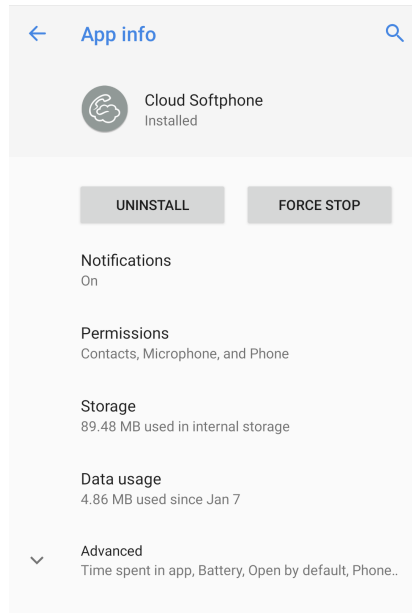 App info
Cloud Softphone
Installed
UNINSTALL
FORCE STOP
Notifications
On
Permissions
Contacts, Microphone, and Phone
Storage
89.48 MB used in internal storage
Data usage
4.86 MB used since Jan 7
Advanced
Time spent in app, Battery, Open by default, Phone..